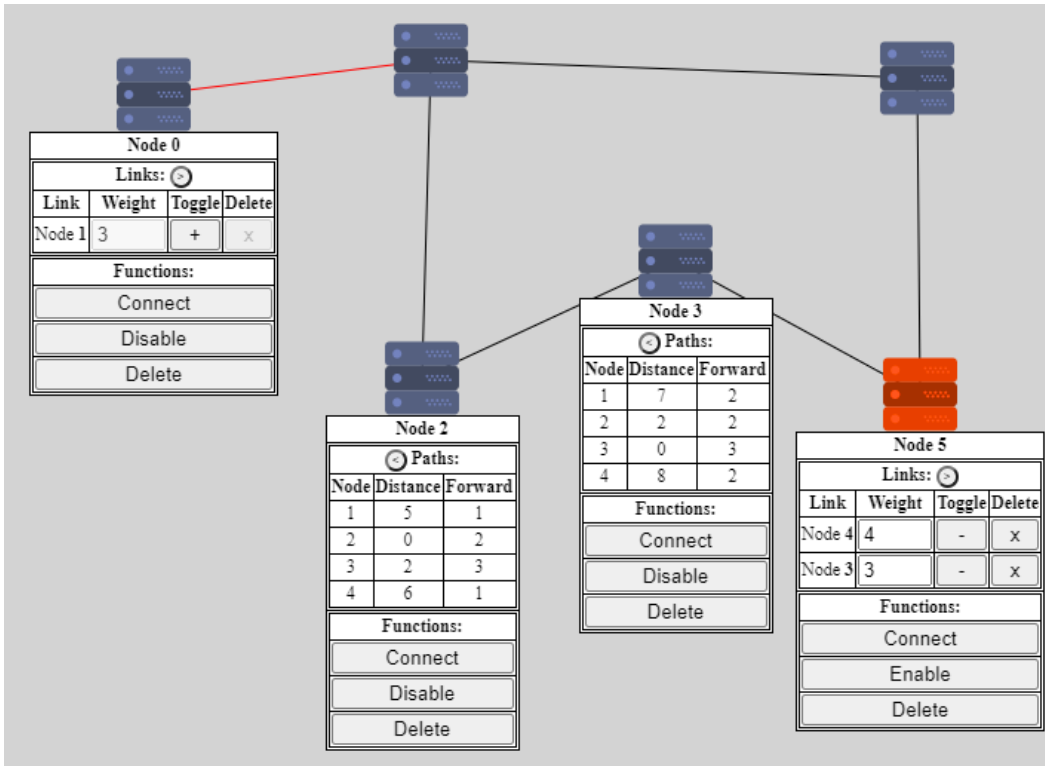 Node 0
Links: >
Link Weight Toggle Delete
Node 1 3 + x
Functions:
Connect
Disable
Delete
Node 2
< Paths:
Node Distance Forward
1 5 1
2 0 2
3 2 3
4 6 1
Functions:
Connect
Disable
Delete
Node 3
< Paths:
Node Distance Forward
1 7 2
2 2 2
3 0 3
4 8 2
Functions:
Connect
Disable
Delete
Node 5
Links: >
Link Weight Toggle Delete
Node 4 4 - x
Node 3 3 - x
Functions:
Connect
Enable
Delete